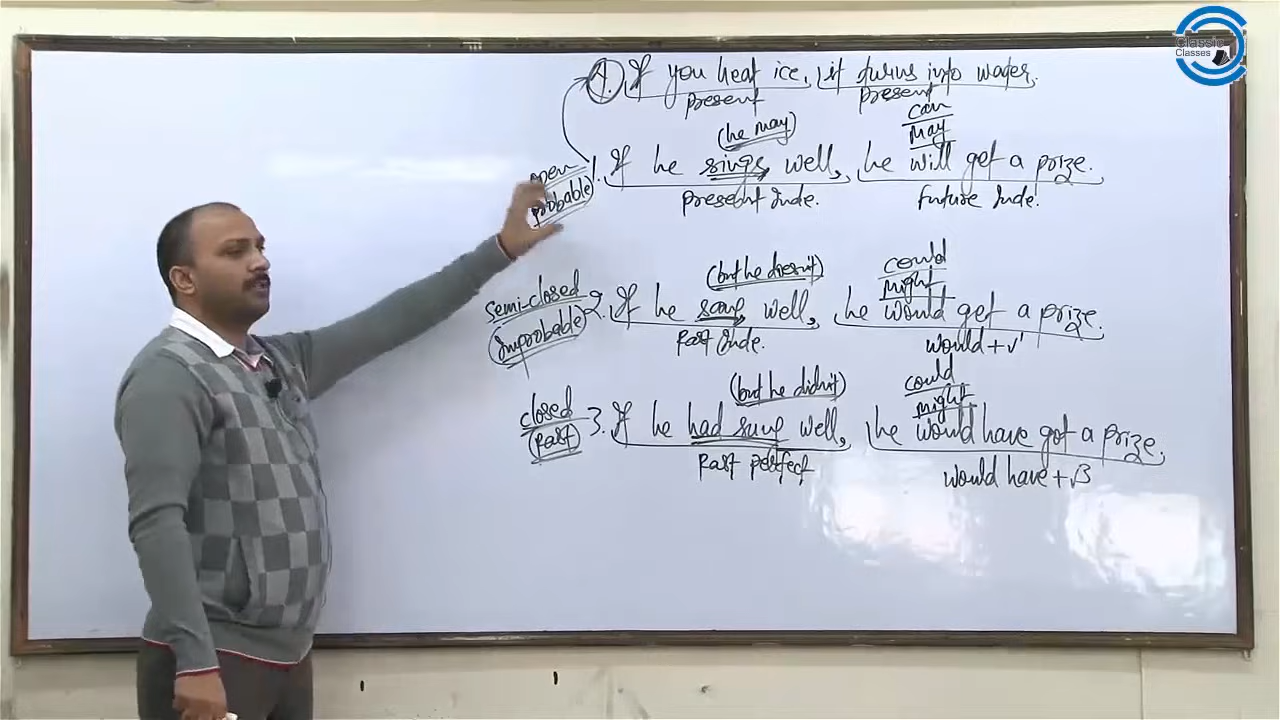 Classic
Classes
4. If you heat ice, it turns into water.
present present
(he may) can
may
open
probable 1. If he sings well, he will get a prize.
present Inde. Future Inde.
(but he doesn't) could
might
semi-closed
Improbable 2. If he sang well, he would get a prize.
Past Inde. would + V1
(but he didn't) could
might
closed
(Past) 3. If he had sung well, he would have got a prize.
Past perfect would have + V3